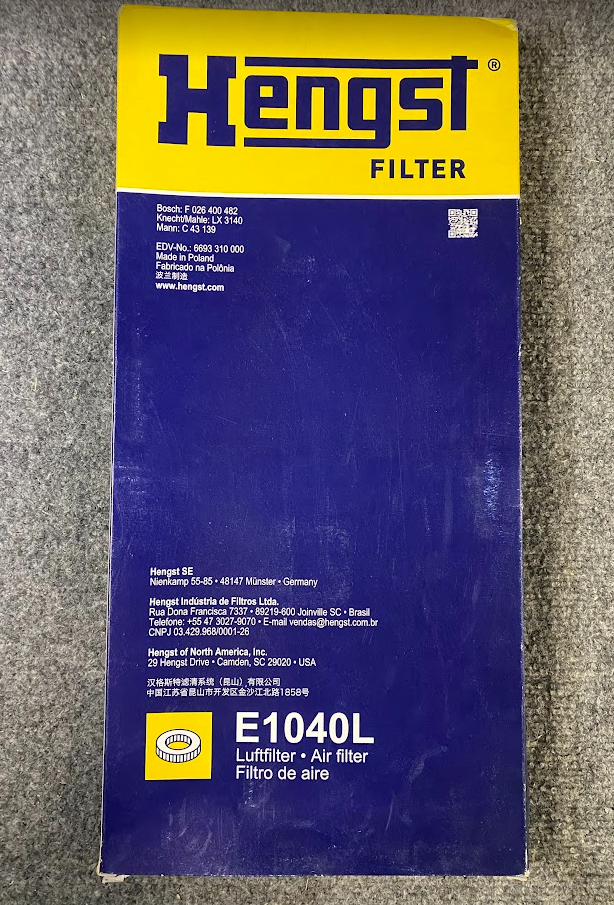 Hengst®
FILTER
Bosch: F 026 400 482
Knecht/Mahle: LX 3140
Mann: C 43 139
EDV-No.: 6693 310 000
Made in Poland
Fabricado na Polônia
波兰制造
www.hengst.com
Hengst SE
Nienkamp 55-85 • 48147 Münster • Germany
Hengst Indústria de Filtros Ltda.
Rua Dona Francisca 7337 • 89219-600 Joinville SC • Brasil
Telefone: +55 47 3027-9070 • E-mail vendas@hengst.com.br
CNPJ 03.429.968/0001-26
Hengst of North America, Inc.
29 Hengst Drive • Camden, SC 29020 • USA
汉格斯特滤清系统（昆山）有限公司
中国江苏省昆山市开发区金沙江北路1858号
E1040L
Luftfilter • Air filter
Filtro de aire